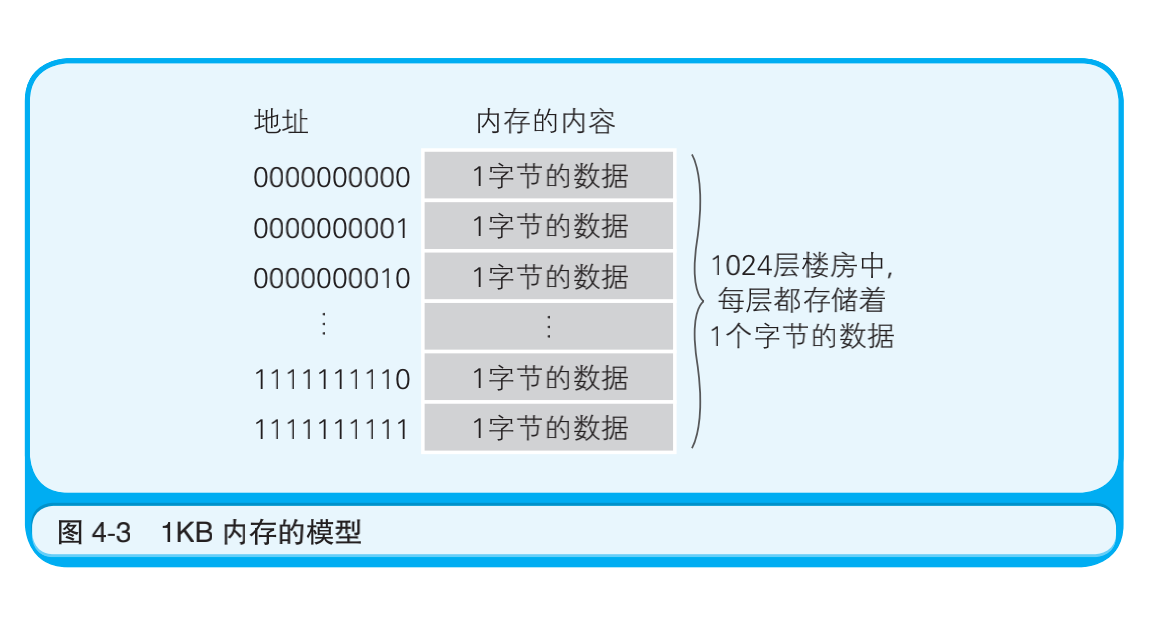 地址 内存的内容
0000000000 1字节的数据
0000000001 1字节的数据
0000000010 1字节的数据
⋮ ⋮
1111111110 1字节的数据
1111111111 1字节的数据
1024层楼房中,
每层都存储着
1个字节的数据
图 4-3 1KB 内存的模型